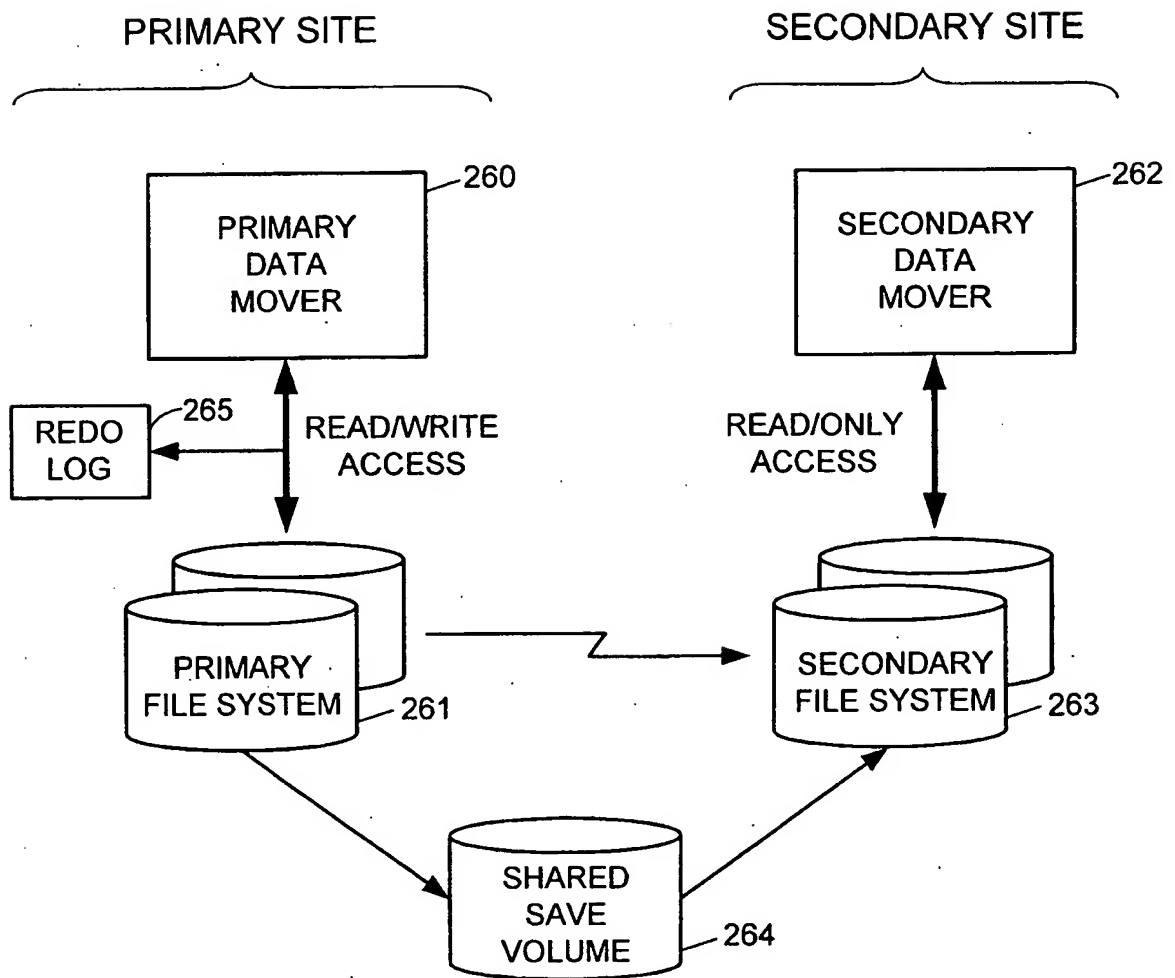 PRIMARY SITE
SECONDARY SITE
260
PRIMARY
DATA
MOVER
262
SECONDARY
DATA
MOVER
265
REDO
LOG
READ/WRITE
ACCESS
READ/ONLY
ACCESS
PRIMARY
FILE SYSTEM
261
SECONDARY
FILE SYSTEM
263
SHARED
SAVE
VOLUME
264